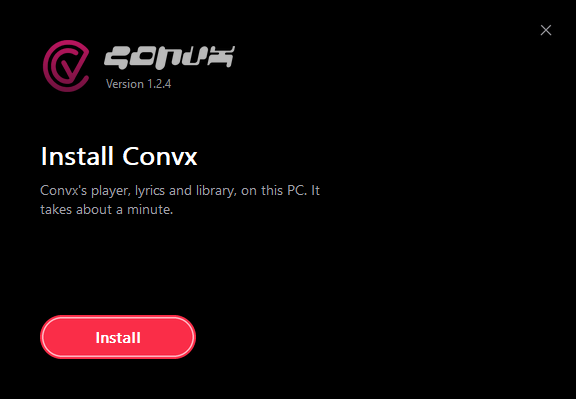 convx
Version 1.2.4
Install Convx
Convx's player, lyrics and library, on this PC. It
takes about a minute.
Install